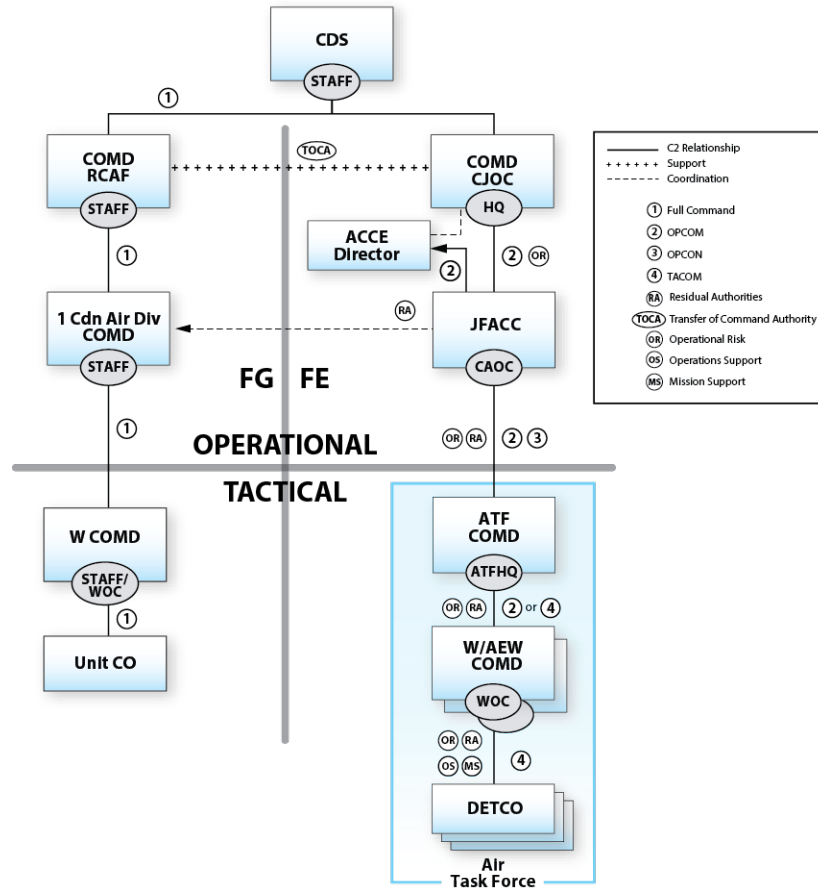 CDS
STAFF
1
COMD
RCAF
STAFF
TOCA
COMD
CJOC
HQ
ACCE
Director
2
2 OR
1
1 Cdn Air Div
COMD
STAFF
RA
JFACC
CAOC
FG FE
1
OR RA 2 3
OPERATIONAL
TACTICAL
W COMD
STAFF/
WOC
1
Unit CO
ATF
COMD
ATFHQ
OR RA 2 or 4
W/AEW
COMD
WOC
OR RA
OS MS
4
DETCO
Air
Task Force
C2 Relationship
Support
Coordination
1 Full Command
2 OPCOM
3 OPCON
4 TACOM
RA Residual Authorities
TOCA Transfer of Command Authority
OR Operational Risk
OS Operations Support
MS Mission Support